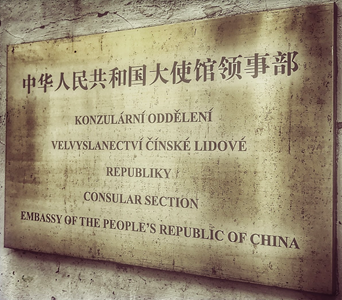 中华人民共和国大使馆领事部
KONZULÁRNÍ ODDĚLENÍ
VELVYSLANECTVÍ ČÍNSKÉ LIDOVÉ
REPUBLIKY
CONSULAR SECTION
EMBASSY OF THE PEOPLE'S REPUBLIC OF CHINA